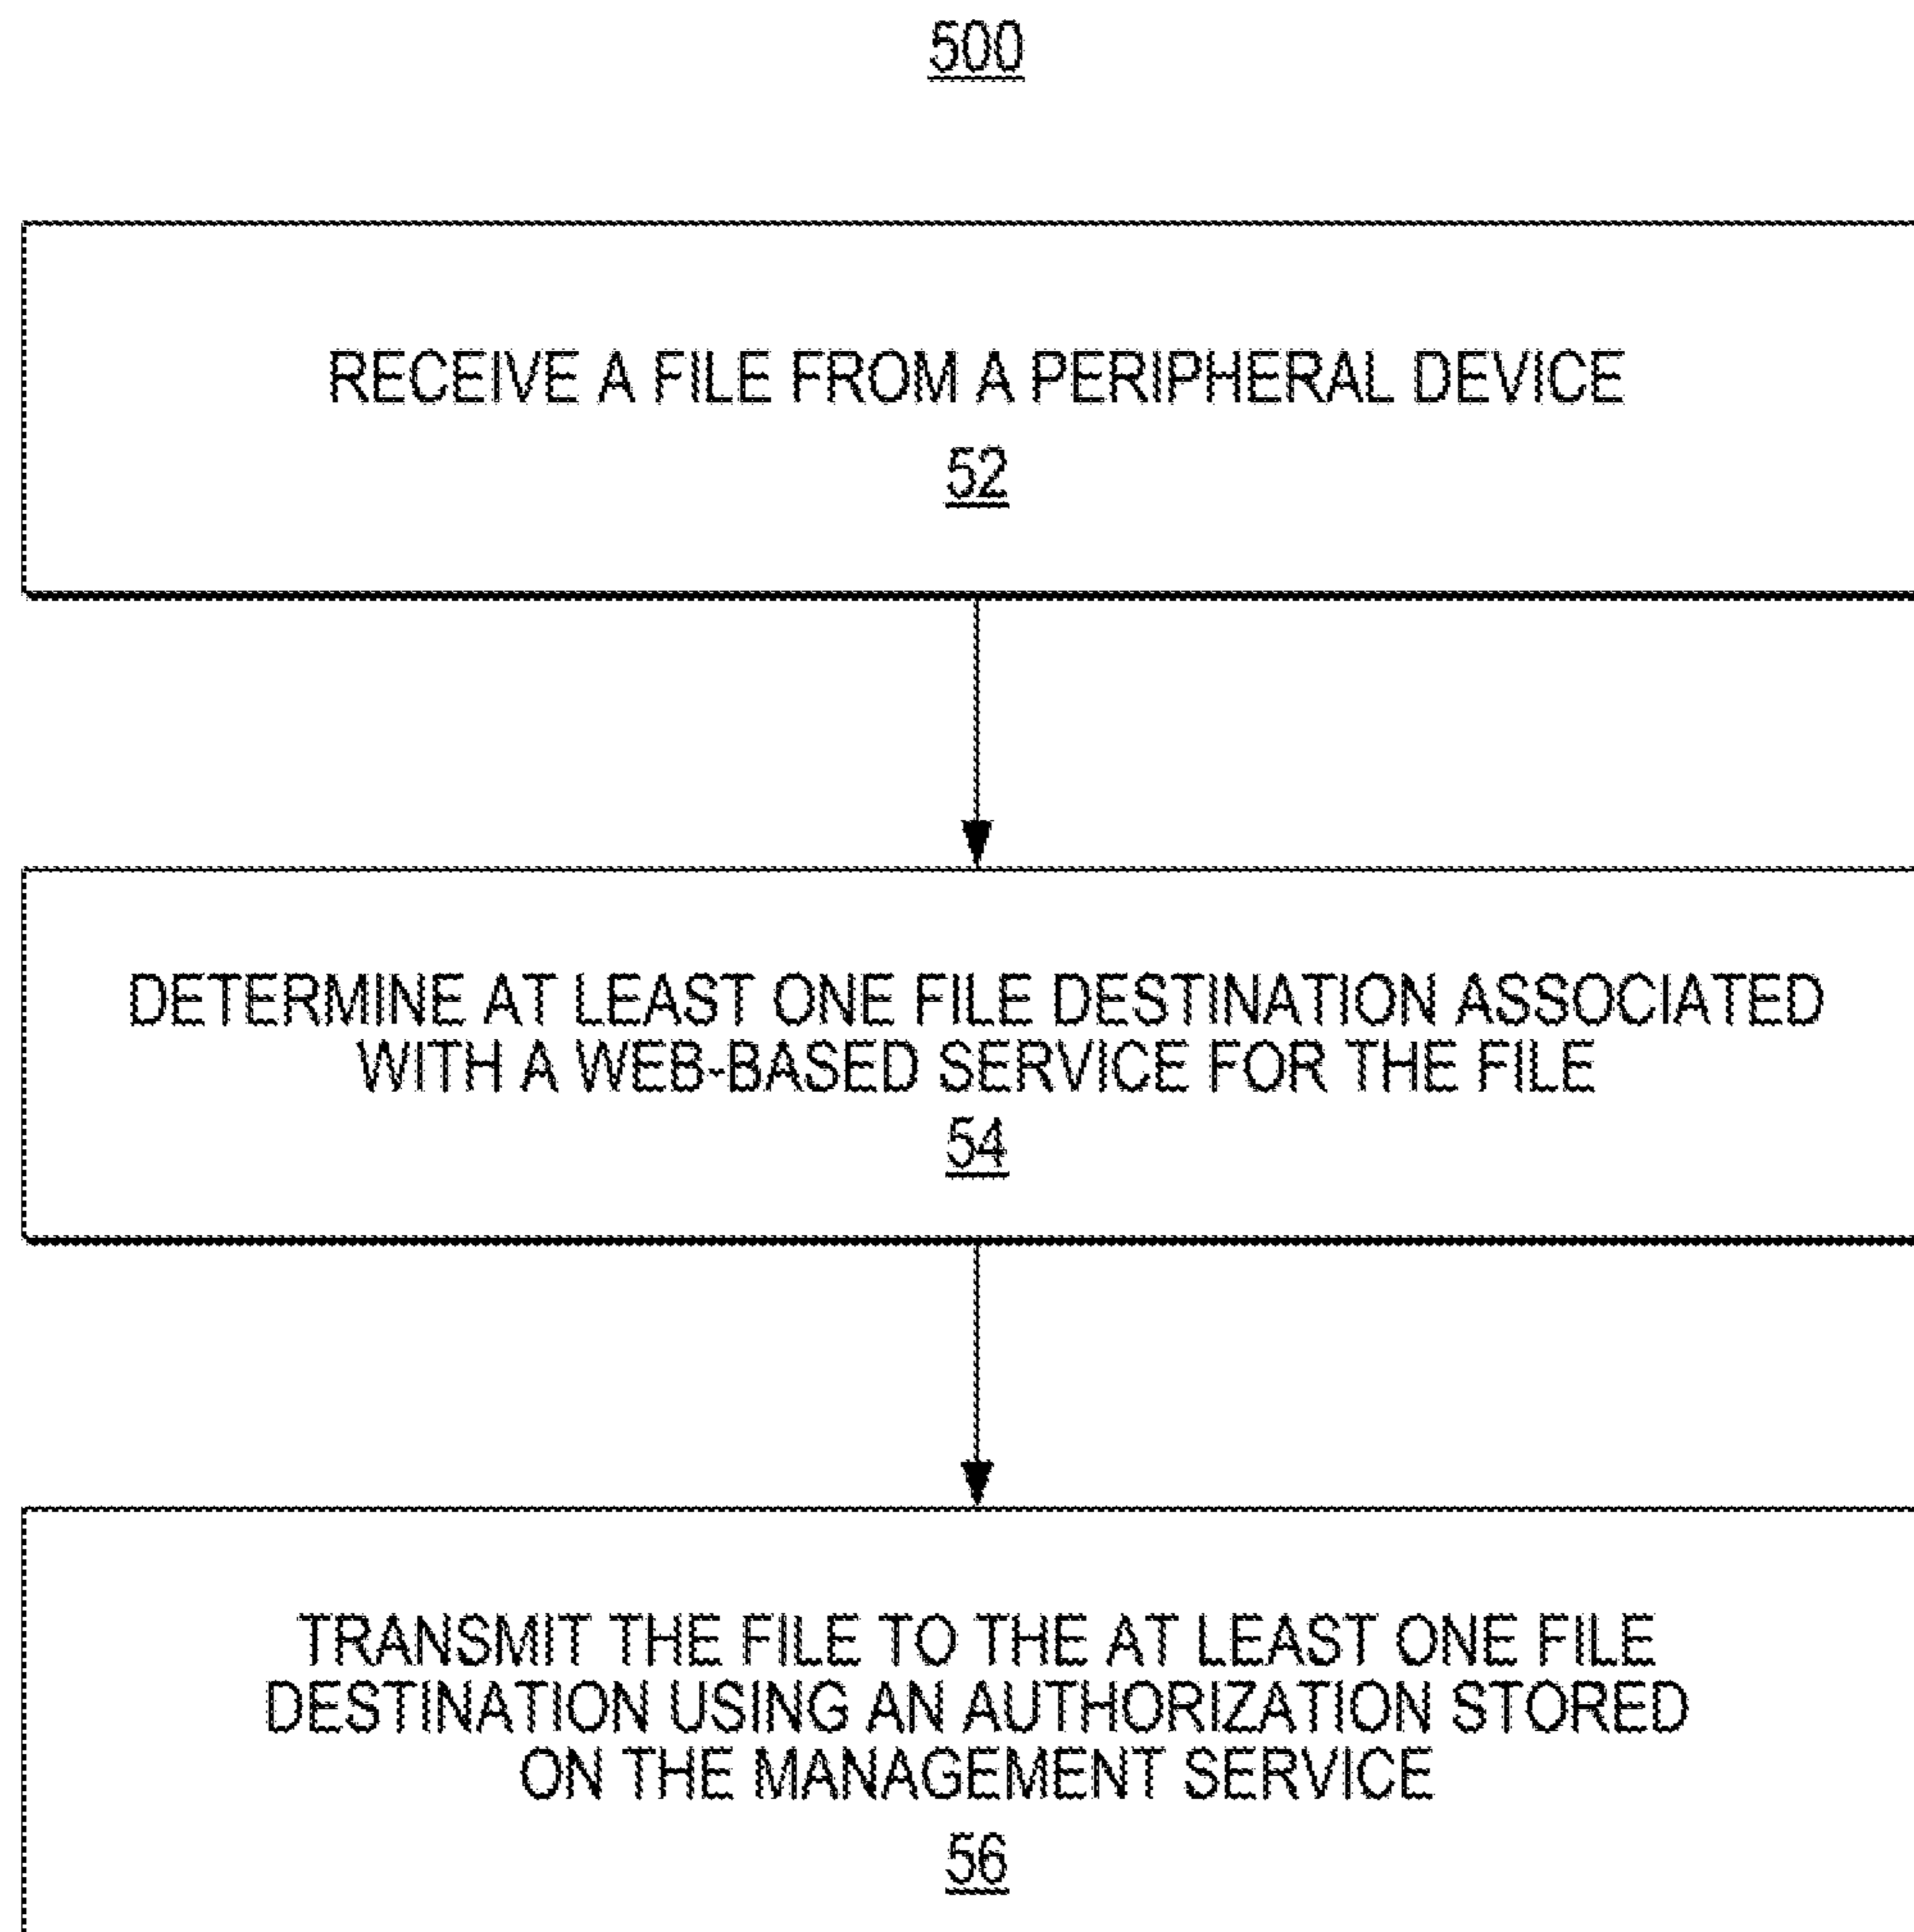 500
RECEIVE A FILE FROM A PERIPHERAL DEVICE
52
DETERMINE AT LEAST ONE FILE DESTINATION ASSOCIATED
WITH A WEB-BASED SERVICE FOR THE FILE
54
TRANSMIT THE FILE TO THE AT LEAST ONE FILE
DESTINATION USING AN AUTHORIZATION STORED
ON THE MANAGEMENT SERVICE
56